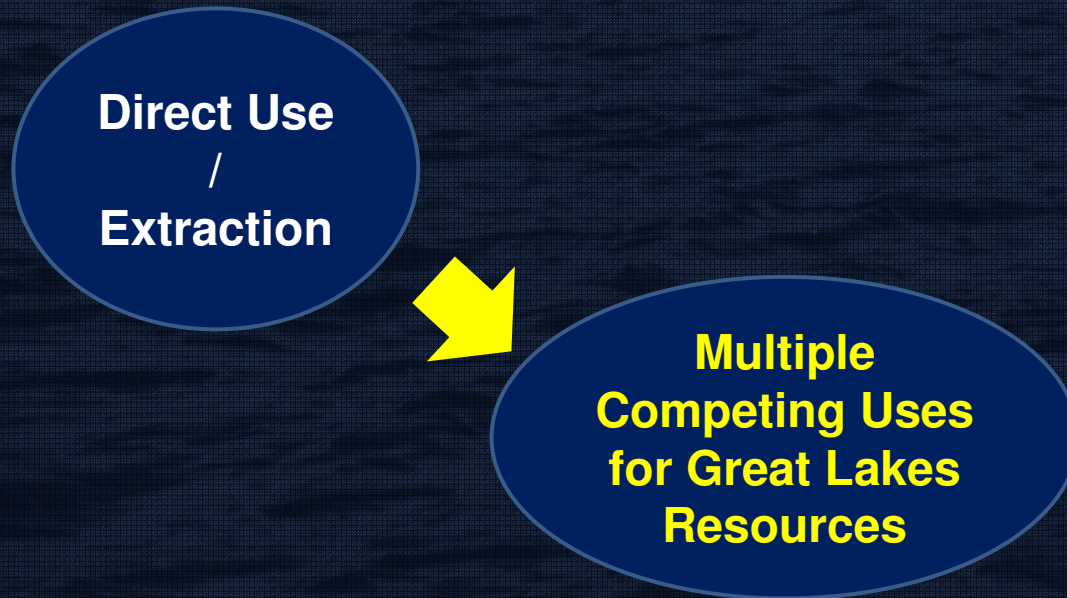 Direct Use
/
Extraction
Multiple
Competing Uses
for Great Lakes
Resources